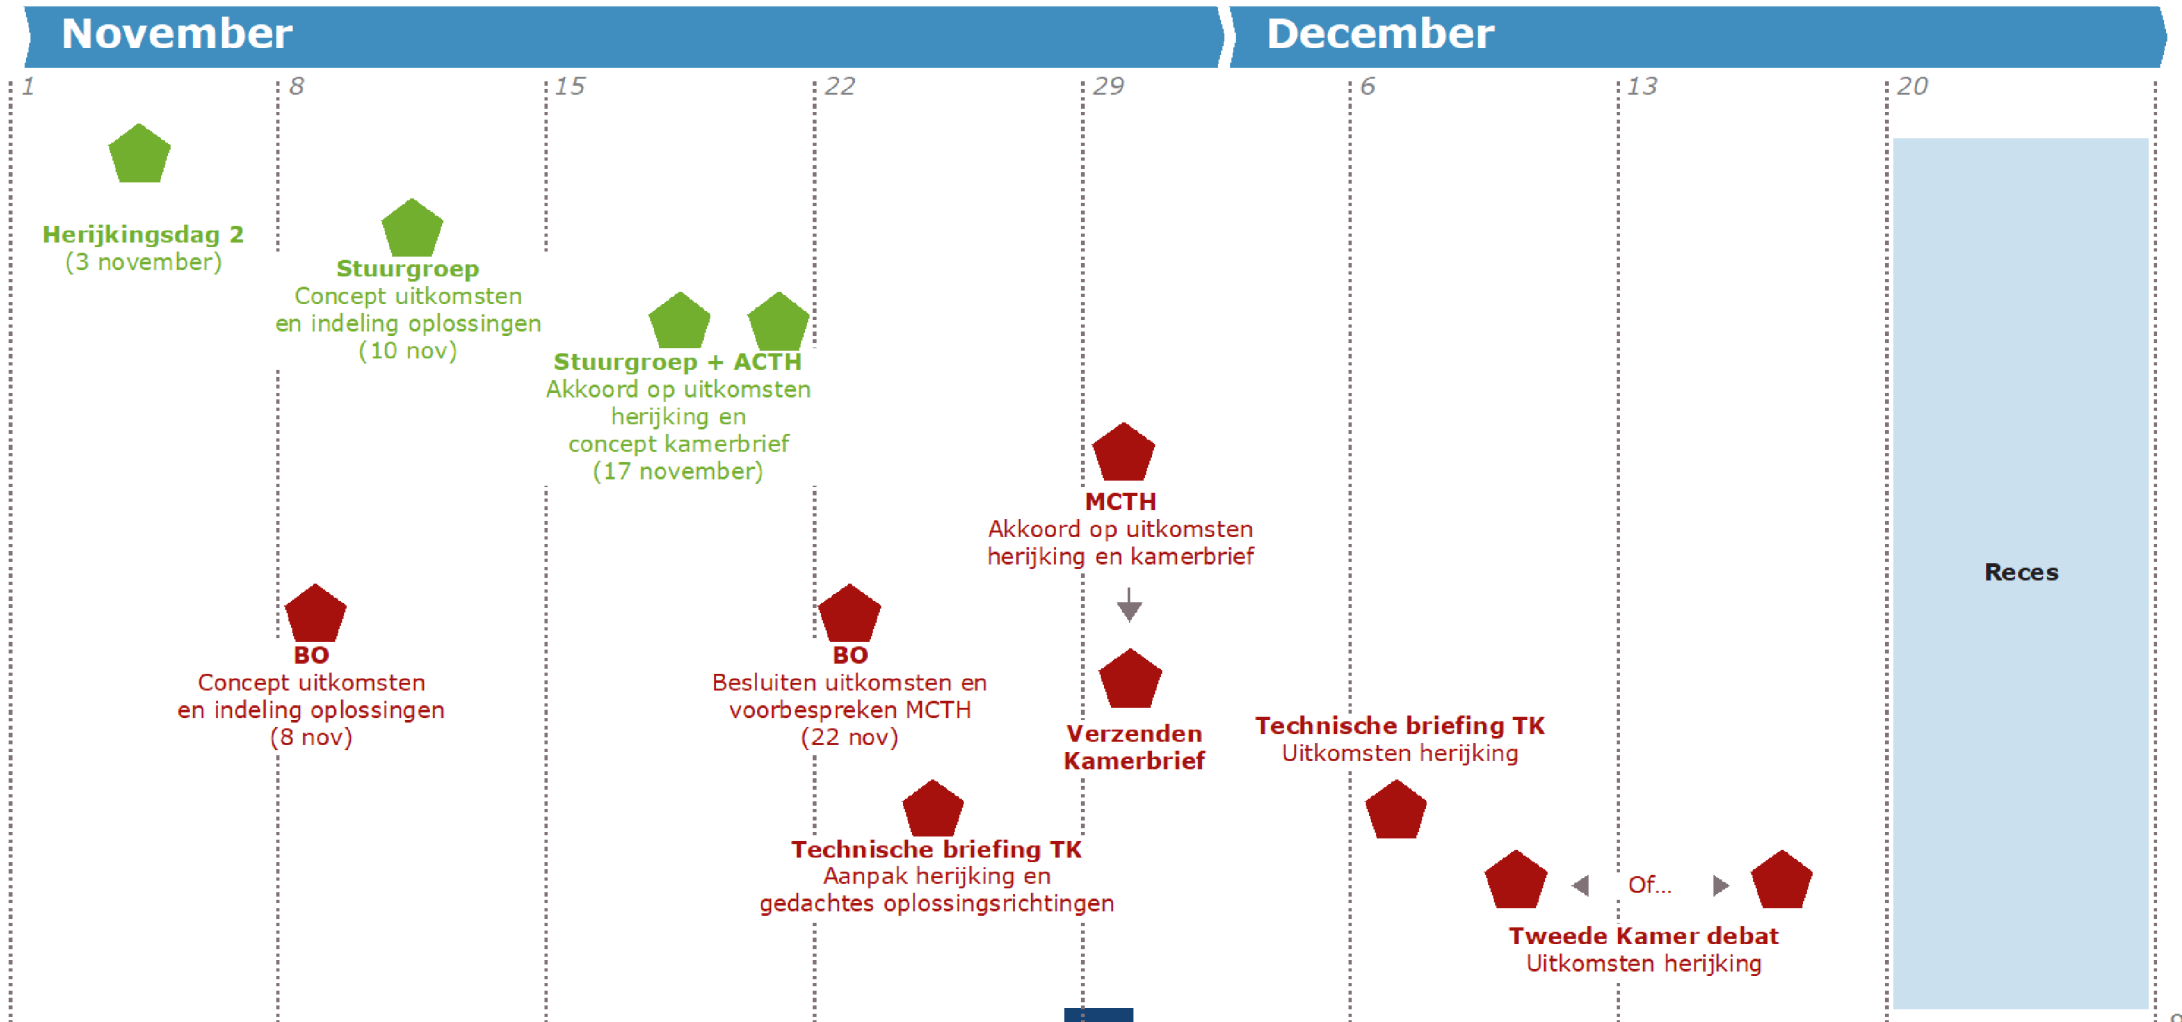 November
December
1
8
15
22
29
6
13
20
Herijkingsdag 2
(3 november)
Stuurgroep
Concept uitkomsten
en indeling oplossingen
(10 nov)
Stuurgroep + ACTH
Akkoord op uitkomsten
herijking en
concept kamerbrief
(17 november)
MCTH
Akkoord op uitkomsten
herijking en kamerbrief
Reces
BO
Concept uitkomsten
en indeling oplossingen
(8 nov)
BO
Besluiten uitkomsten en
voorbespreken MCTH
(22 nov)
Verzenden
Kamerbrief
Technische briefing TK
Uitkomsten herijking
Technische briefing TK
Aanpak herijking en
gedachtes oplossingsrichtingen
Of...
Tweede Kamer debat
Uitkomsten herijking